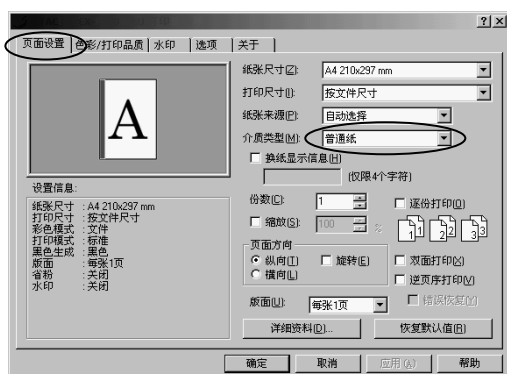 页面设置 色彩/打印品质 水印 选项 关于
纸张尺寸(Z): A4 210x297 mm
打印尺寸(I): 按文件尺寸
纸张来源(P): 自动选择
介质类型(M): 普通纸
换纸显示信息(H)
(仅限4个字符)
A
设置信息:
纸张尺寸 : A4 210x297 mm
打印尺寸 : 按文件尺寸
彩色模式 : 文件
打印模式 : 标准
黑色生成 : 黑色
版面 : 每张1页
省粉 : 关闭
水印 : 关闭
份数(C): 1 逐份打印(O)
缩放(S): 100 %
1 1 2 2 3 3
页面方向
纵向(T) 旋转(E) 双面打印(S)
横向(L) 逆页序打印(V)
版面(U): 每张1页 错误恢复(Y)
详细资料(D)... 恢复默认值(R)
确定 取消 应用(A) 帮助